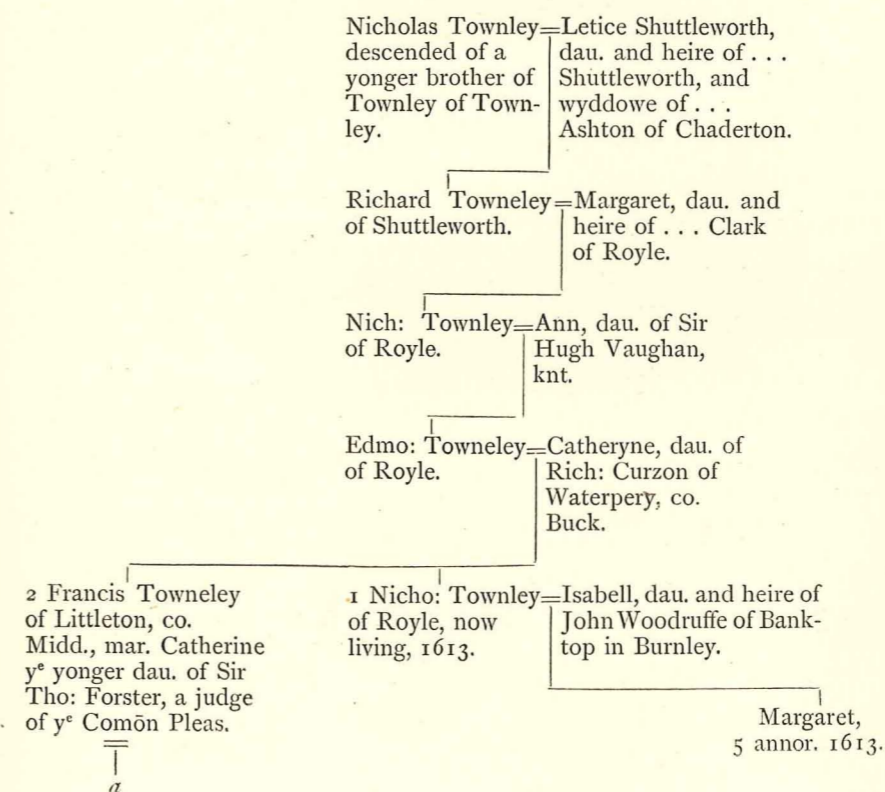 Nicholas Townley=Letice Shuttleworth,
descended of a dau. and heire of . . .
yonger brother of Shuttleworth, and
Townley of Town- wyddowe of . . .
ley. Ashton of Chaderton.
Richard Towneley=Margaret, dau. and
of Shuttleworth. heire of . . . Clark
of Royle.
Nich: Townley=Ann, dau. of Sir
of Royle. Hugh Vaughan,
knt.
Edmo: Towneley=Catheryne, dau. of
of Royle. Rich: Curzon of
Waterpery, co.
Buck.
2 Francis Towneley
of Littleton, co.
Midd., mar. Catherine
yᵉ yonger dau. of Sir
Tho: Forster, a judge
of yᵉ Comōn Pleas.
a
1 Nicho: Townley=Isabell, dau. and heire of
of Royle, now John Woodruffe of Bank-
living, 1613. top in Burnley.
Margaret,
5 annor. 1613.